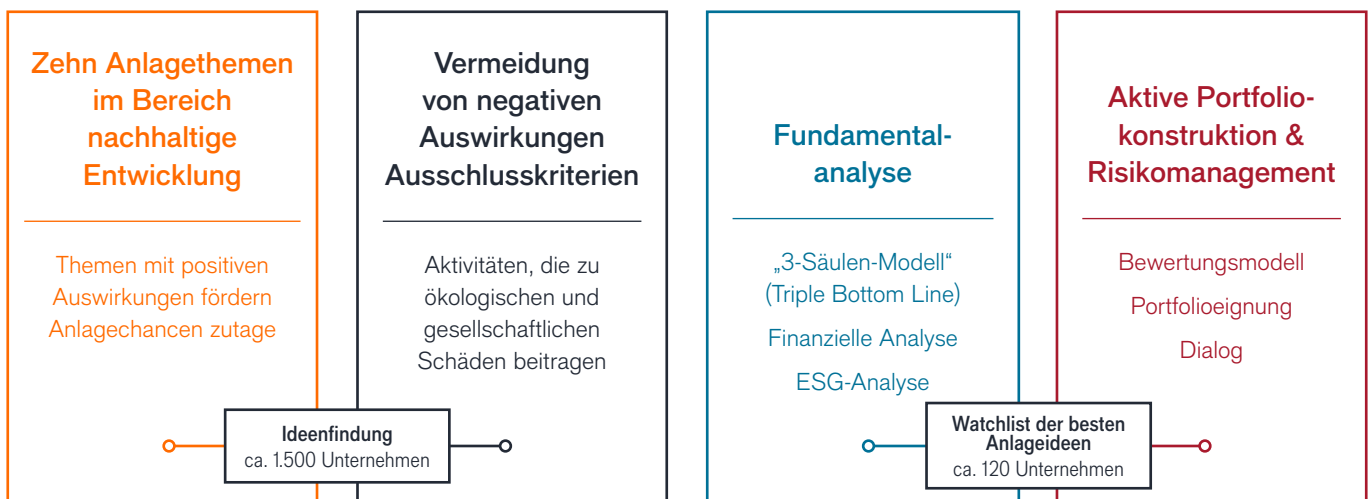 Zehn Anlagethemen
im Bereich
nachhaltige
Entwicklung
Themen mit positiven
Auswirkungen fördern
Anlagechancen zutage
Vermeidung
von negativen
Auswirkungen
Ausschlusskriterien
Aktivitäten, die zu
ökologischen und
gesellschaftlichen
Schäden beitragen
Ideenfindung
ca. 1.500 Unternehmen
Fundamental-
analyse
„3-Säulen-Modell“
(Triple Bottom Line)
Finanzielle Analyse
ESG-Analyse
Aktive Portfolio-
konstruktion &
Risikomanagement
Bewertungsmodell
Portfolioeignung
Dialog
Watchlist der besten
Anlageideen
ca. 120 Unternehmen